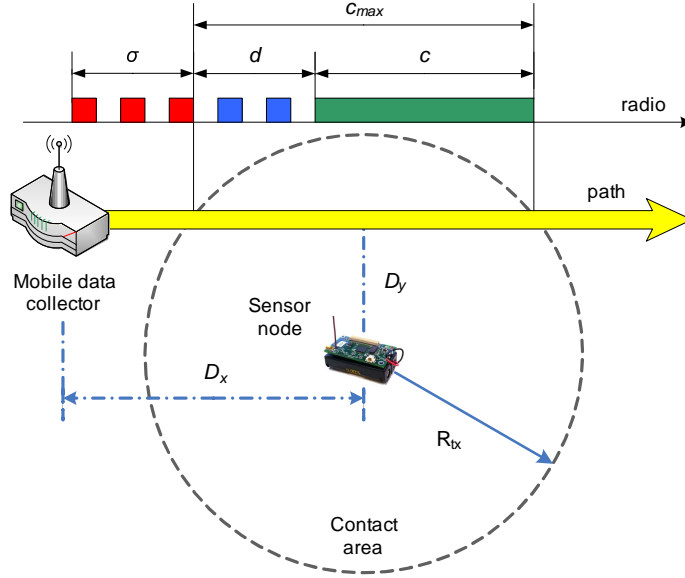 c_max
σ
d
c
radio
path
Mobile data
collector
Sensor
node
D_y
D_x
R_tx
Contact
area